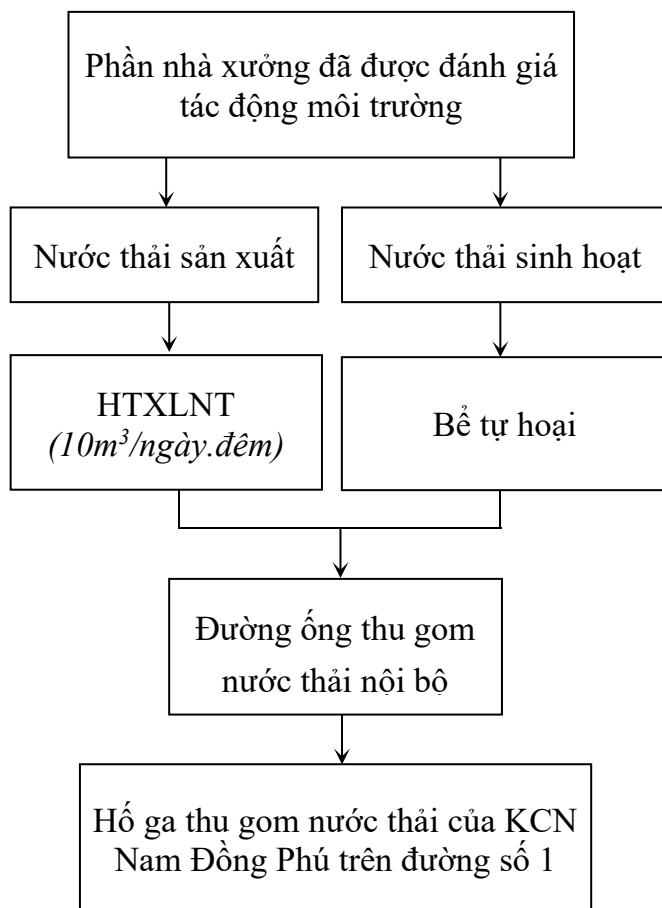 Phần nhà xưởng đã được đánh giá
tác động môi trường
Nước thải sản xuất
Nước thải sinh hoạt
HTXLNT
(10m³/ngày.đêm)
Bể tự hoại
Đường ống thu gom
nước thải nội bộ
Hố ga thu gom nước thải của KCN
Nam Đồng Phú trên đường số 1